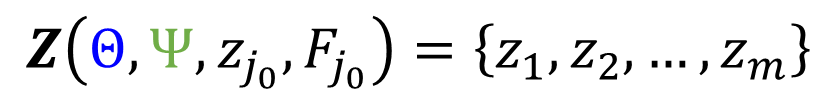 Z(Θ, Ψ, z_{j_0}, F_{j_0}) = {z_1, z_2, …, z_m}